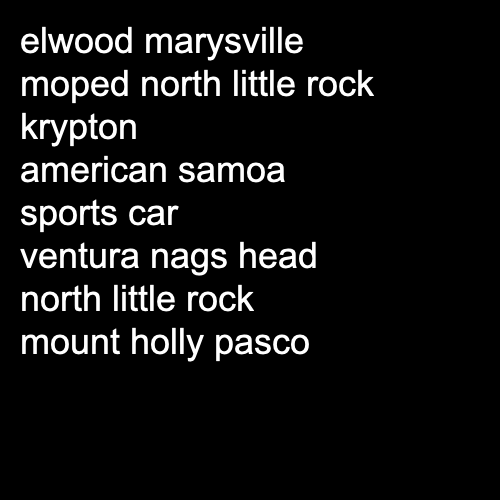 elwood marysville
moped north little rock
krypton
american samoa
sports car
ventura nags head
north little rock
mount holly pasco